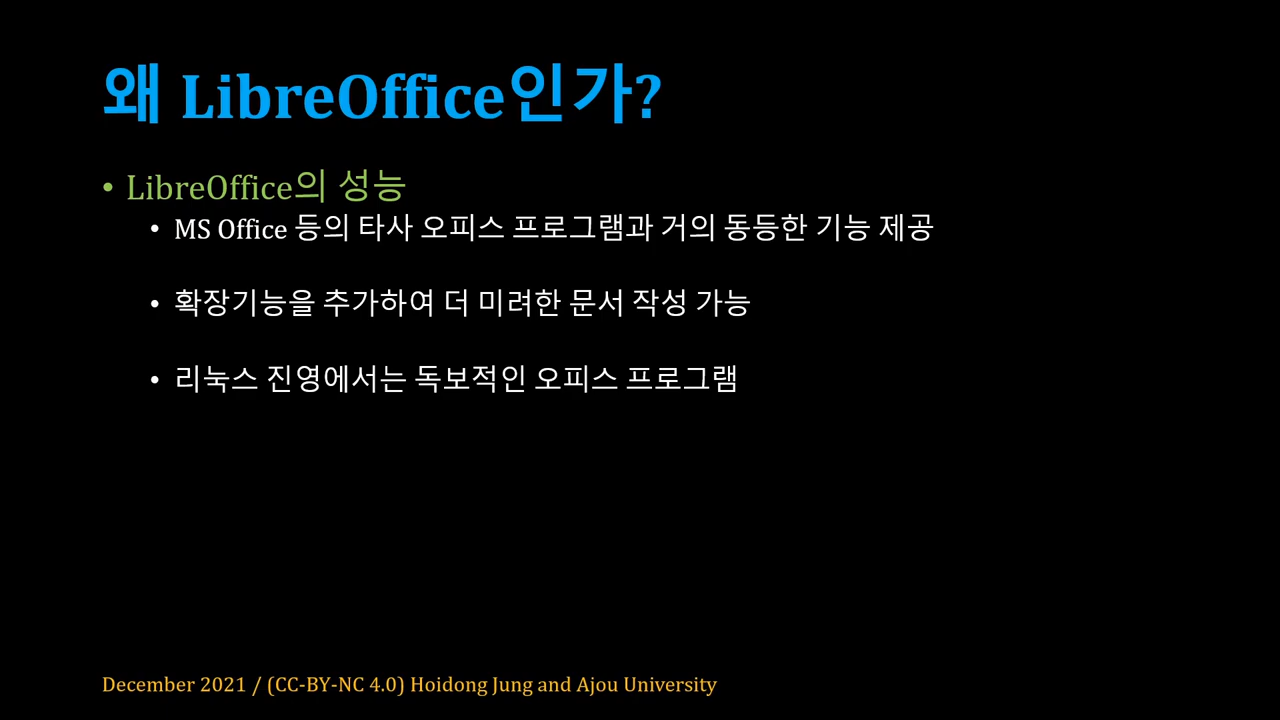 왜 LibreOffice인가?
• LibreOffice의 성능
• MS Office 등의 타사 오피스 프로그램과 거의 동등한 기능 제공
• 확장기능을 추가하여 더 미려한 문서 작성 가능
• 리눅스 진영에서는 독보적인 오피스 프로그램
December 2021 / (CC-BY-NC 4.0) Hoidong Jung and Ajou University